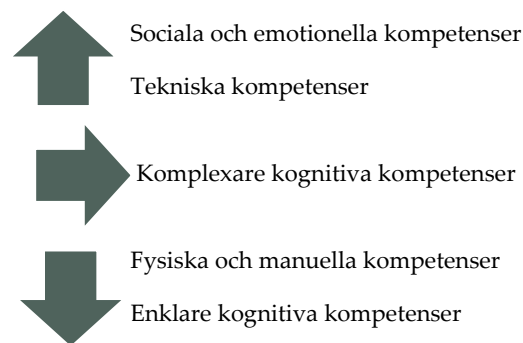 Sociala och emotionella kompetenser
Tekniska kompetenser
Komplexare kognitiva kompetenser
Fysiska och manuella kompetenser
Enklare kognitiva kompetenser